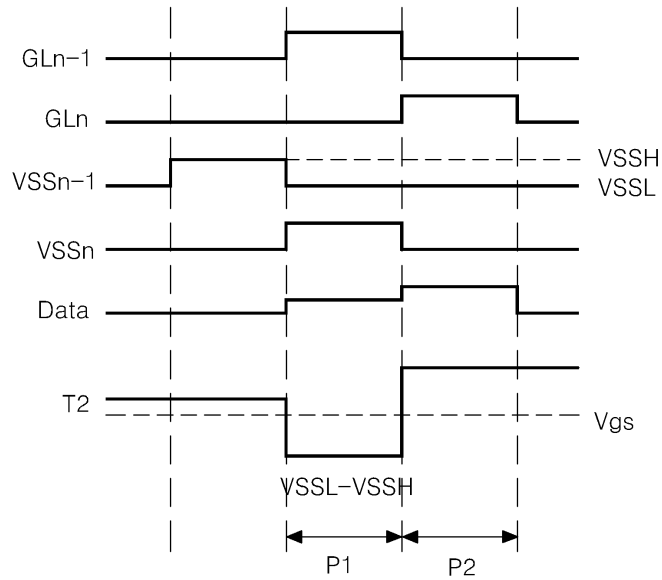 GLn-1
GLn
VSSH
VSSn-1
VSSL
VSSn
Data
T2
Vgs
VSSL-VSSH
P1
P2